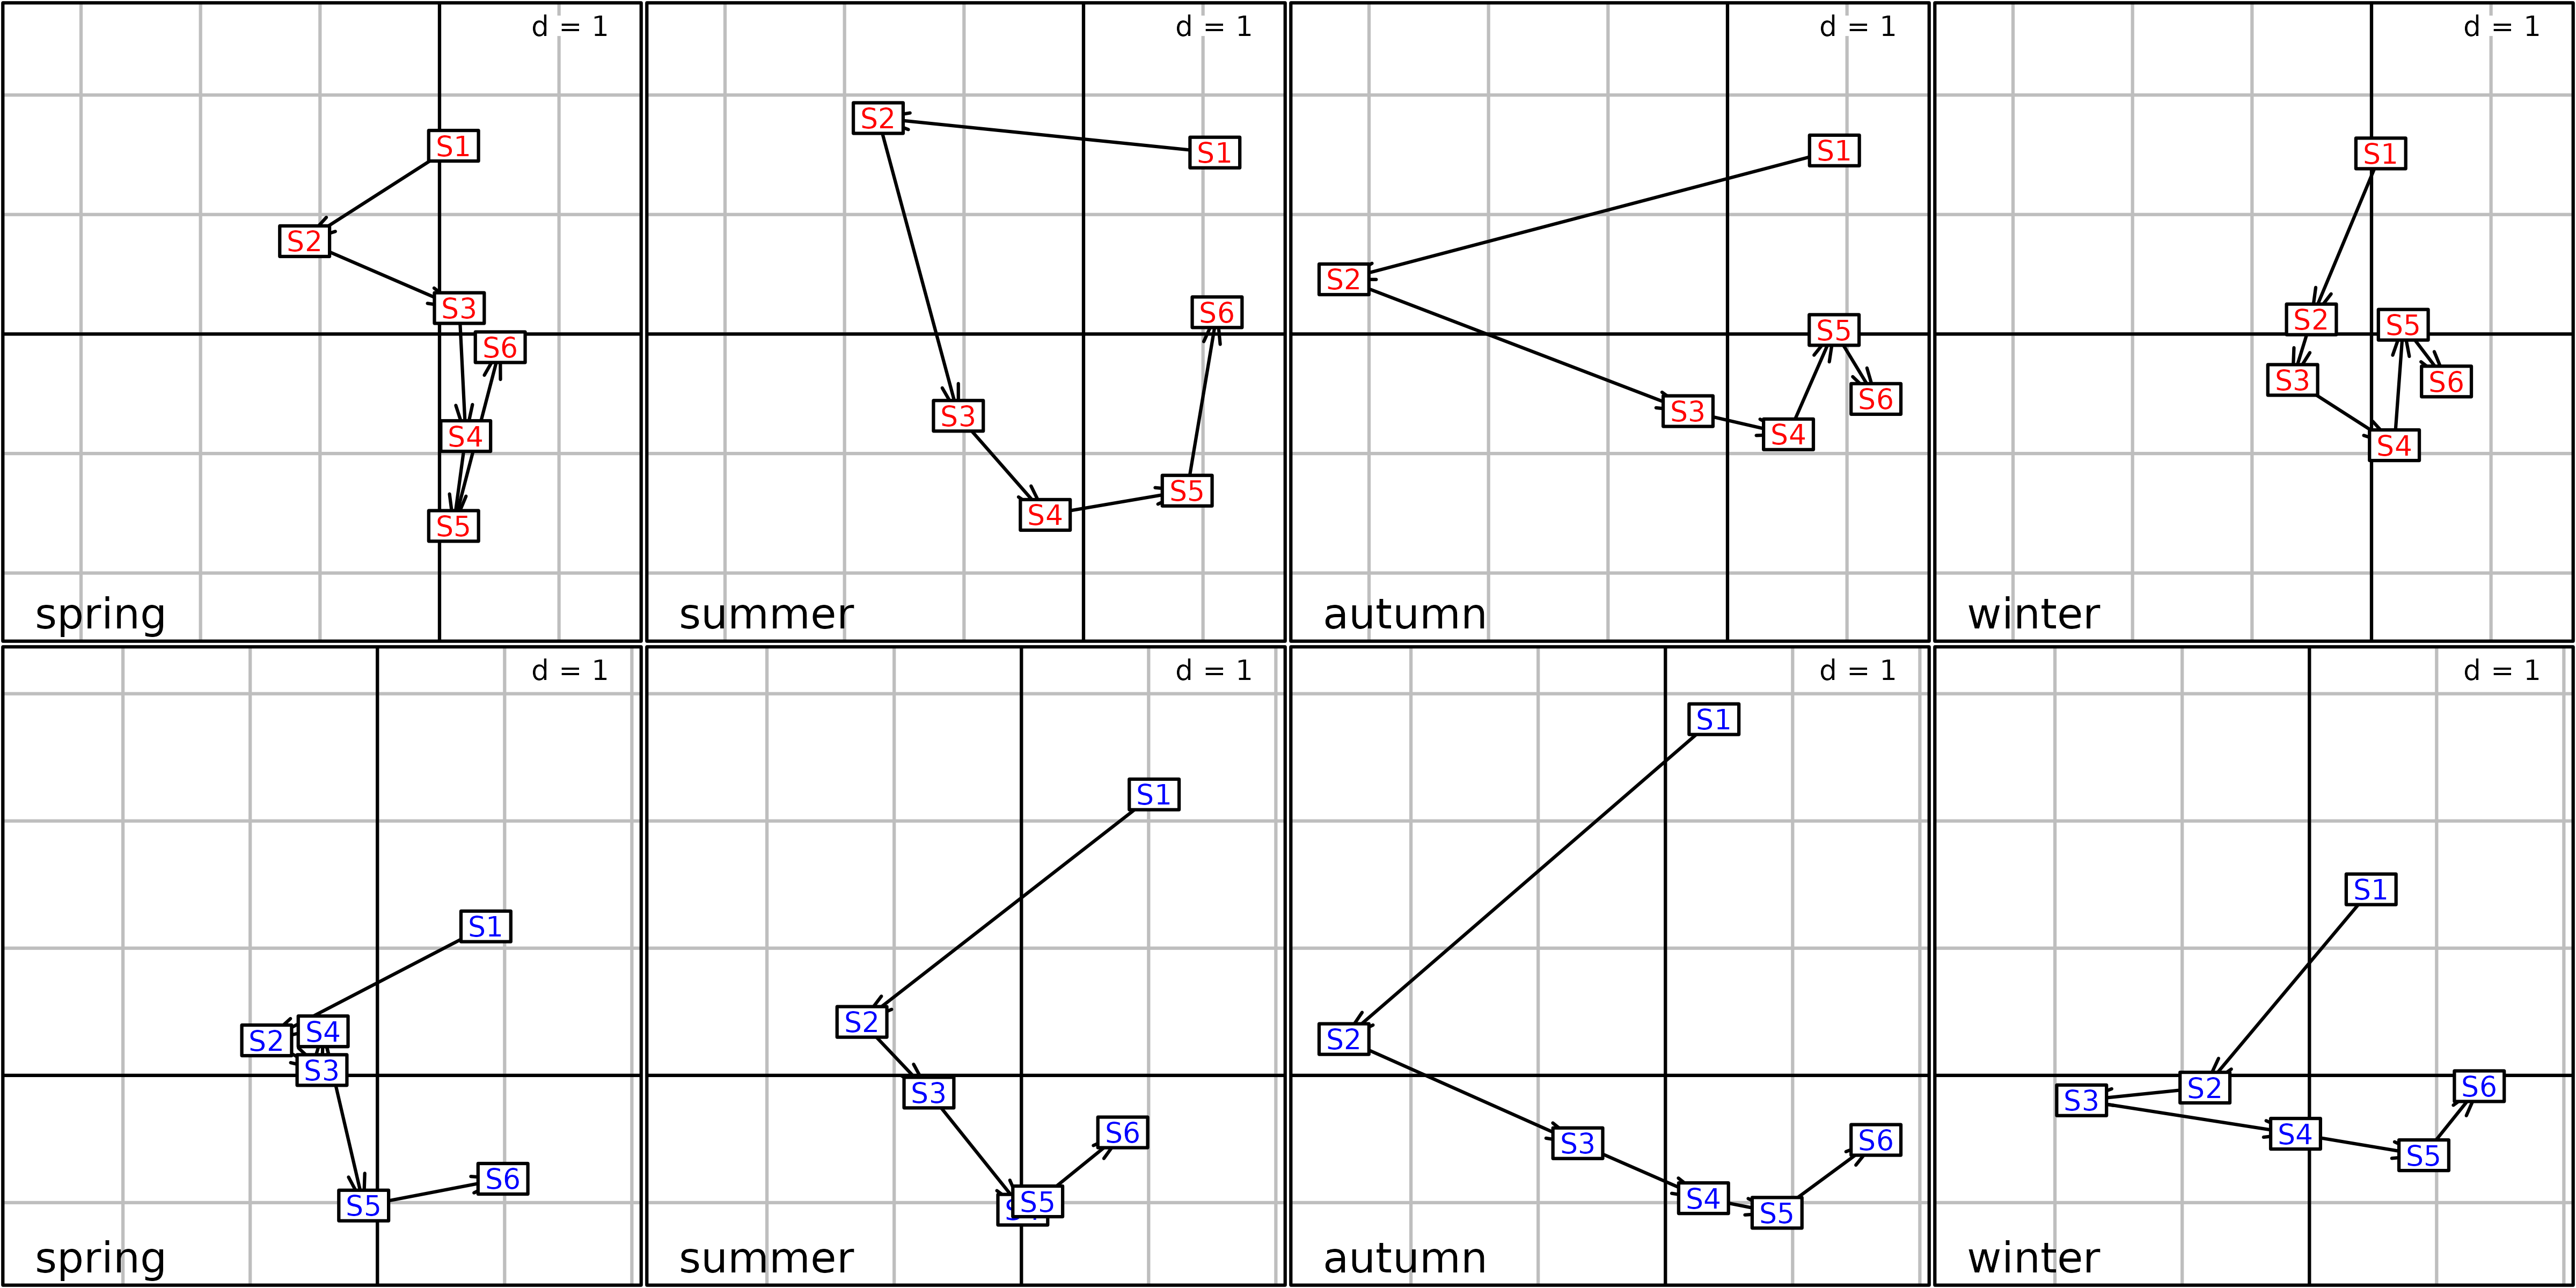 d = 1
S1
S2
S3
S6
S4
S5
spring
d = 1
S2
S1
S6
S3
S5
S4
summer
d = 1
S1
S2
S5
S6
S3
S4
autumn
d = 1
S1
S2
S5
S3
S6
S4
winter
d = 1
S1
S4
S2
S3
S6
S5
spring
d = 1
S1
S2
S3
S6
S5
summer
d = 1
S1
S2
S3
S6
S4
S5
autumn
d = 1
S1
S6
S2
S3
S4
S5
winter